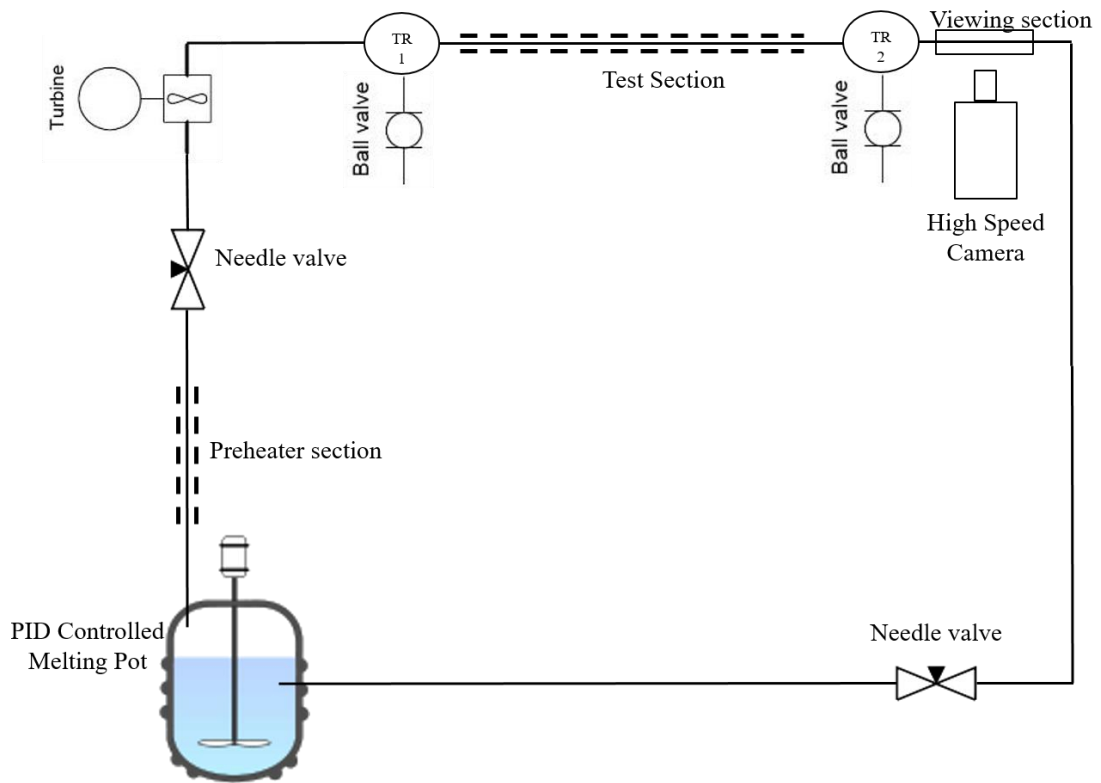 Viewing section
TR
1
TR
2
Test Section
Turbine
Ball valve
Ball valve
High Speed
Camera
Needle valve
Preheater section
PID Controlled
Melting Pot
Needle valve